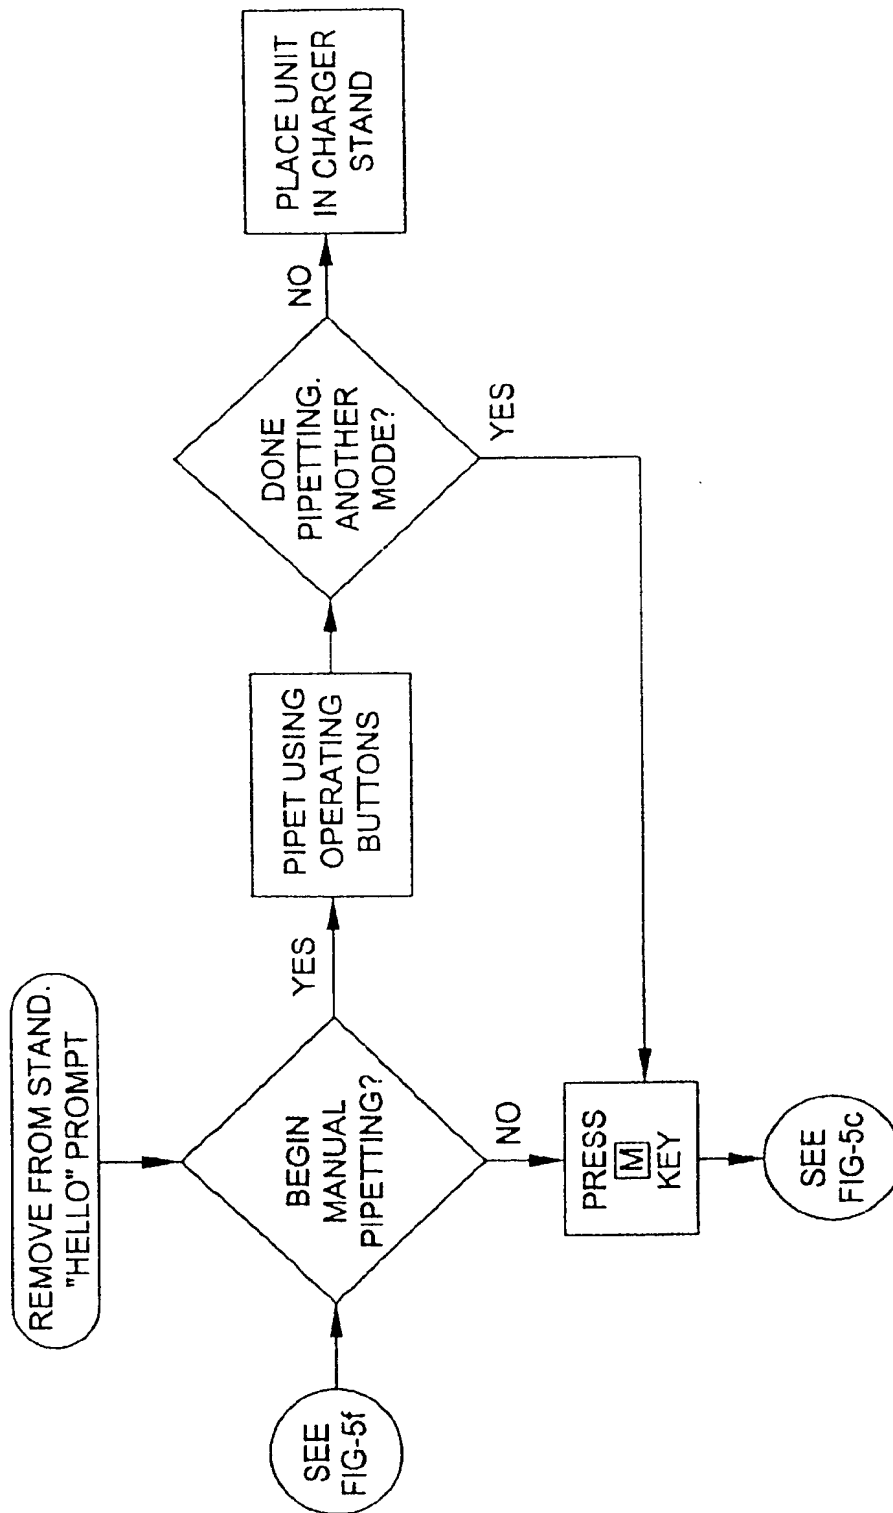 REMOVE FROM STAND.
"HELLO" PROMPT
SEE
FIG-5f
BEGIN
MANUAL
PIPETTING?
YES
PIPET USING
OPERATING
BUTTONS
DONE
PIPETTING.
ANOTHER
MODE?
NO
PLACE UNIT
IN CHARGER
STAND
YES
NO
PRESS
M
KEY
SEE
FIG-5c